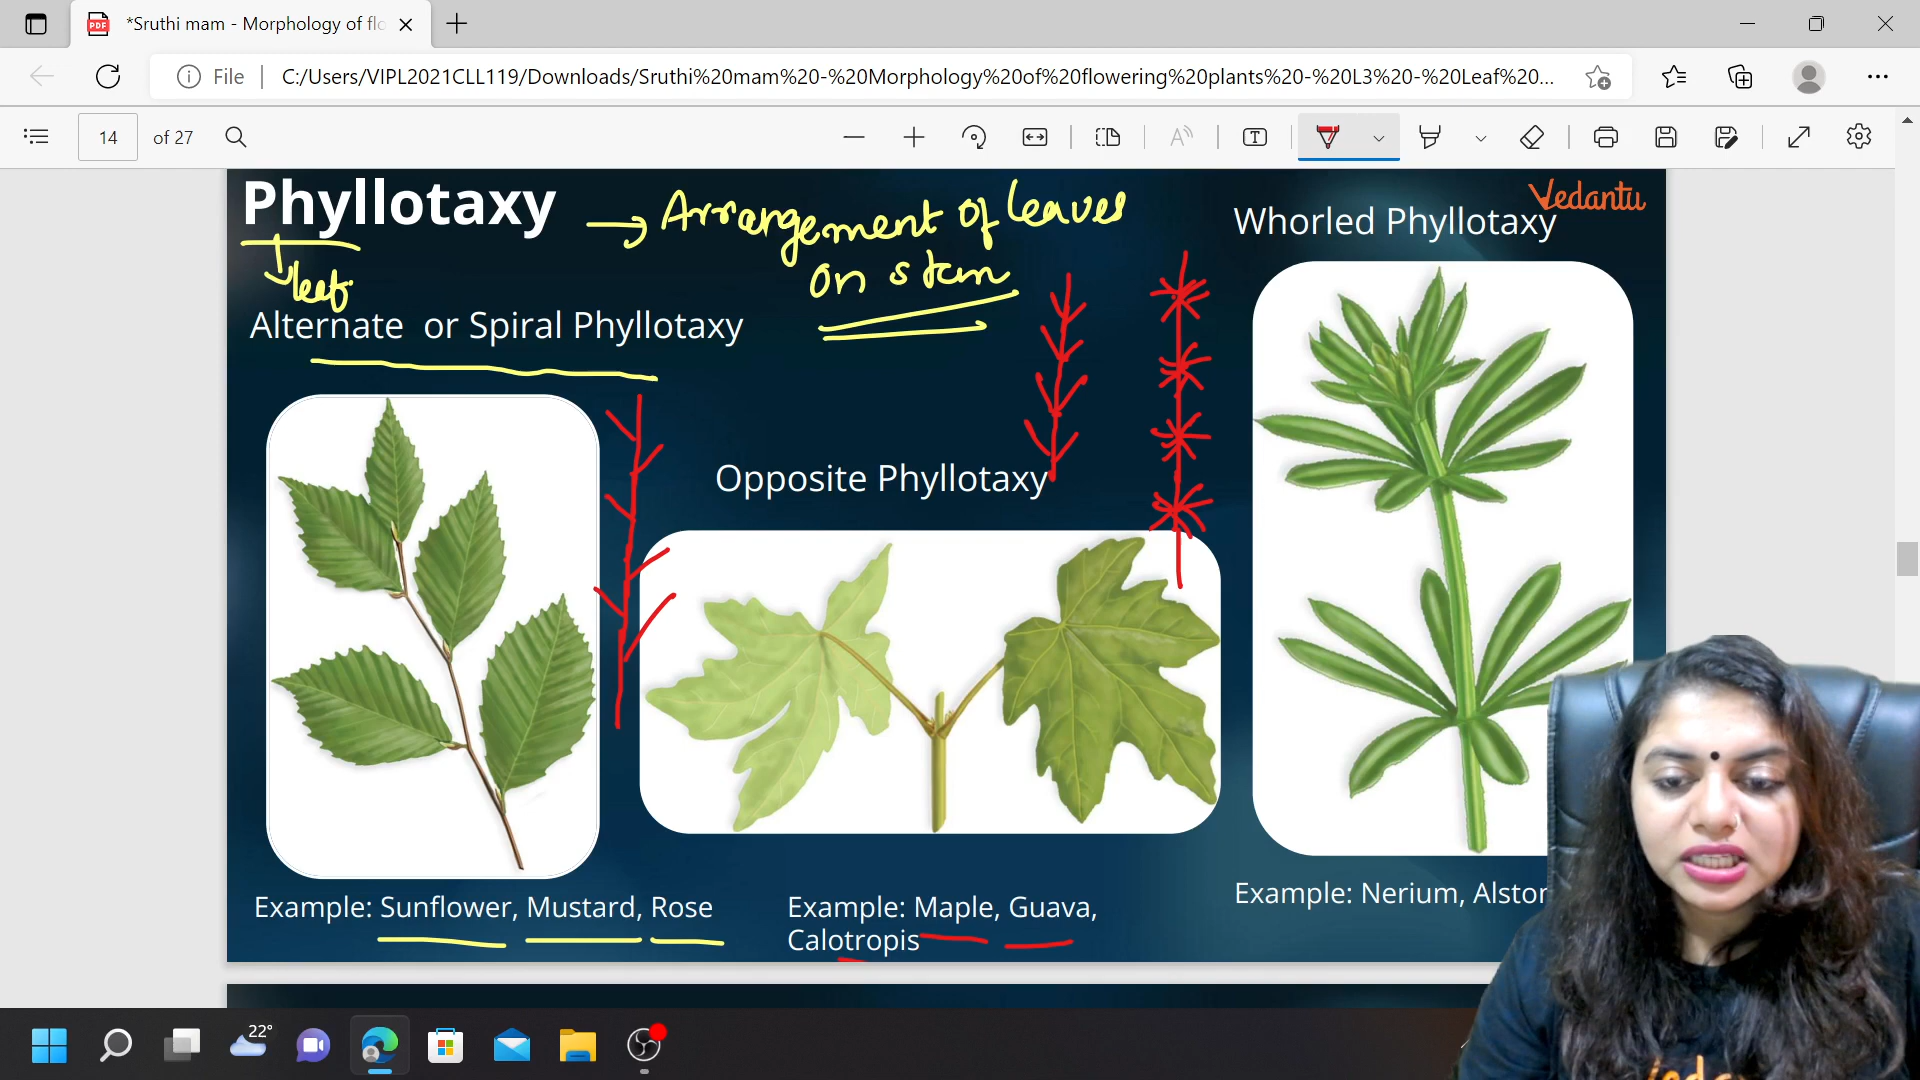 *Sruthi mam - Morphology of flo
File
C:/Users/VIPL2021CLL119/Downloads/Sruthi%20mam%20-%20Morphology%20of%20flowering%20plants%20-%20L3%20-%20Leaf%20...
14 of 27
Phyllotaxy
→ Arrangement of leaves
on stem
leaf
Vedantu
Whorled Phyllotaxy
Alternate or Spiral Phyllotaxy
Opposite Phyllotaxy
Example: Sunflower, Mustard, Rose
Example: Maple, Guava,
Calotropis
Example: Nerium, Alston
22°